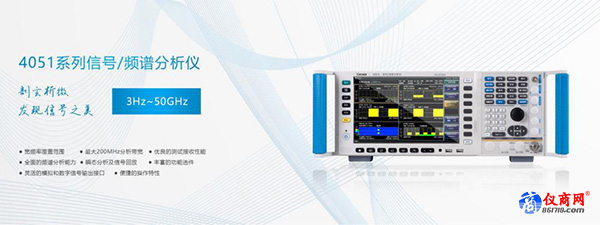 4051系列信号/频谱分析仪
剖玄析微
发现信号之美
3Hz~50GHz
• 宽频率覆盖范围 • 最大200MHz分析带宽 • 优良的测试接收性能
• 全面的频谱分析能力 • 瞬态分析及信号回放 • 丰富的功能选件
• 灵活的模拟和数字信号输出接口 • 便捷的操作特性
仪商网®
861718.com